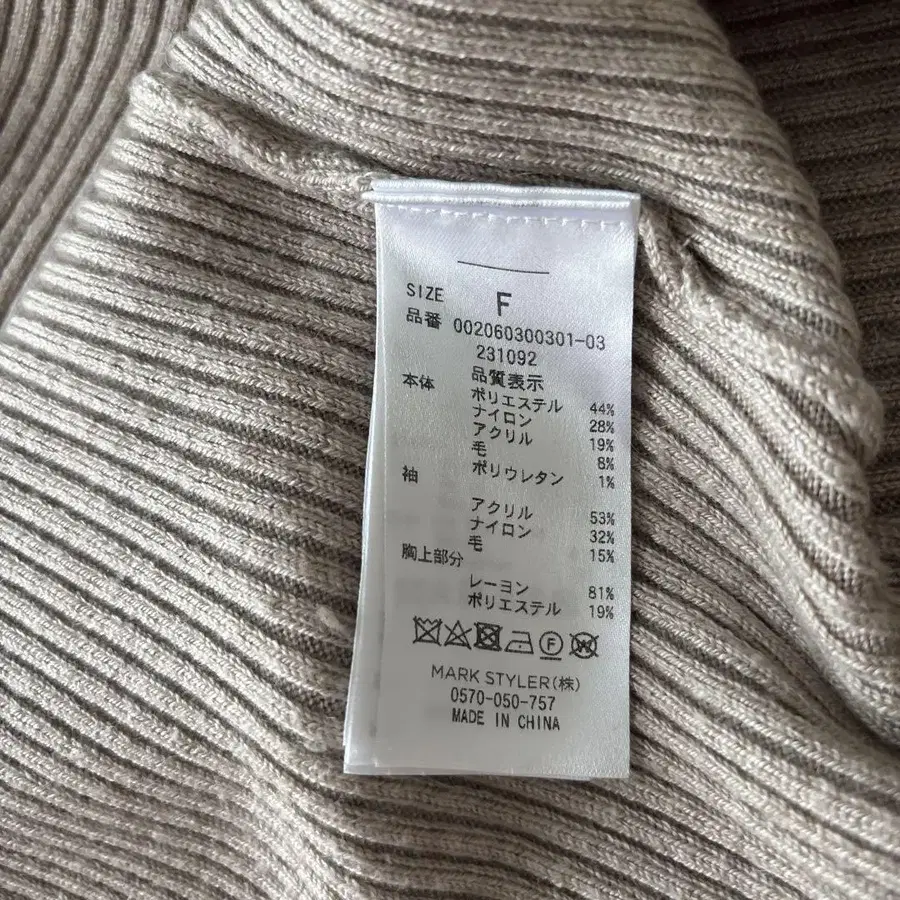 SIZE F
品番 002060300301-03
231092
品質表示
本体
ポリエステル 44%
ナイロン 28%
アクリル 19%
毛 8%
ポリウレタン 1%
袖
アクリル 53%
ナイロン 32%
毛 15%
胸上部分
レーヨン 81%
ポリエステル 19%
F W
MARK STYLER(株)
0570-050-757
MADE IN CHINA